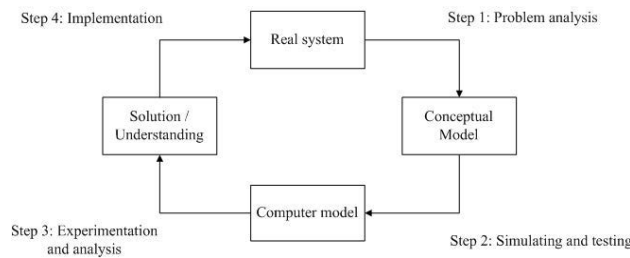 Step 4: Implementation
Real system
Step 1: Problem analysis
Solution /
Understanding
Conceptual
Model
Computer model
Step 3: Experimentation
and analysis
Step 2: Simulating and testing